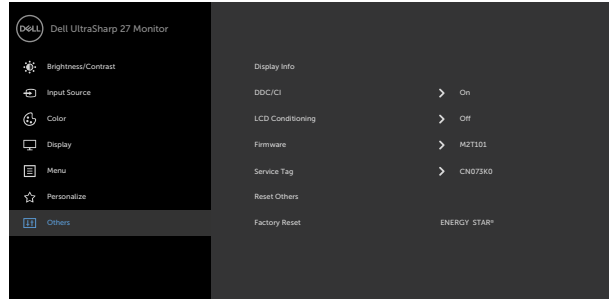 DELL Dell UltraSharp 27 Monitor
Brightness/Contrast
Input Source
Color
Display
Menu
Personalize
Others
Display Info
DDC/CI On
LCD Conditioning Off
Firmware M2T101
Service Tag CN073K0
Reset Others
Factory Reset ENERGY STAR®